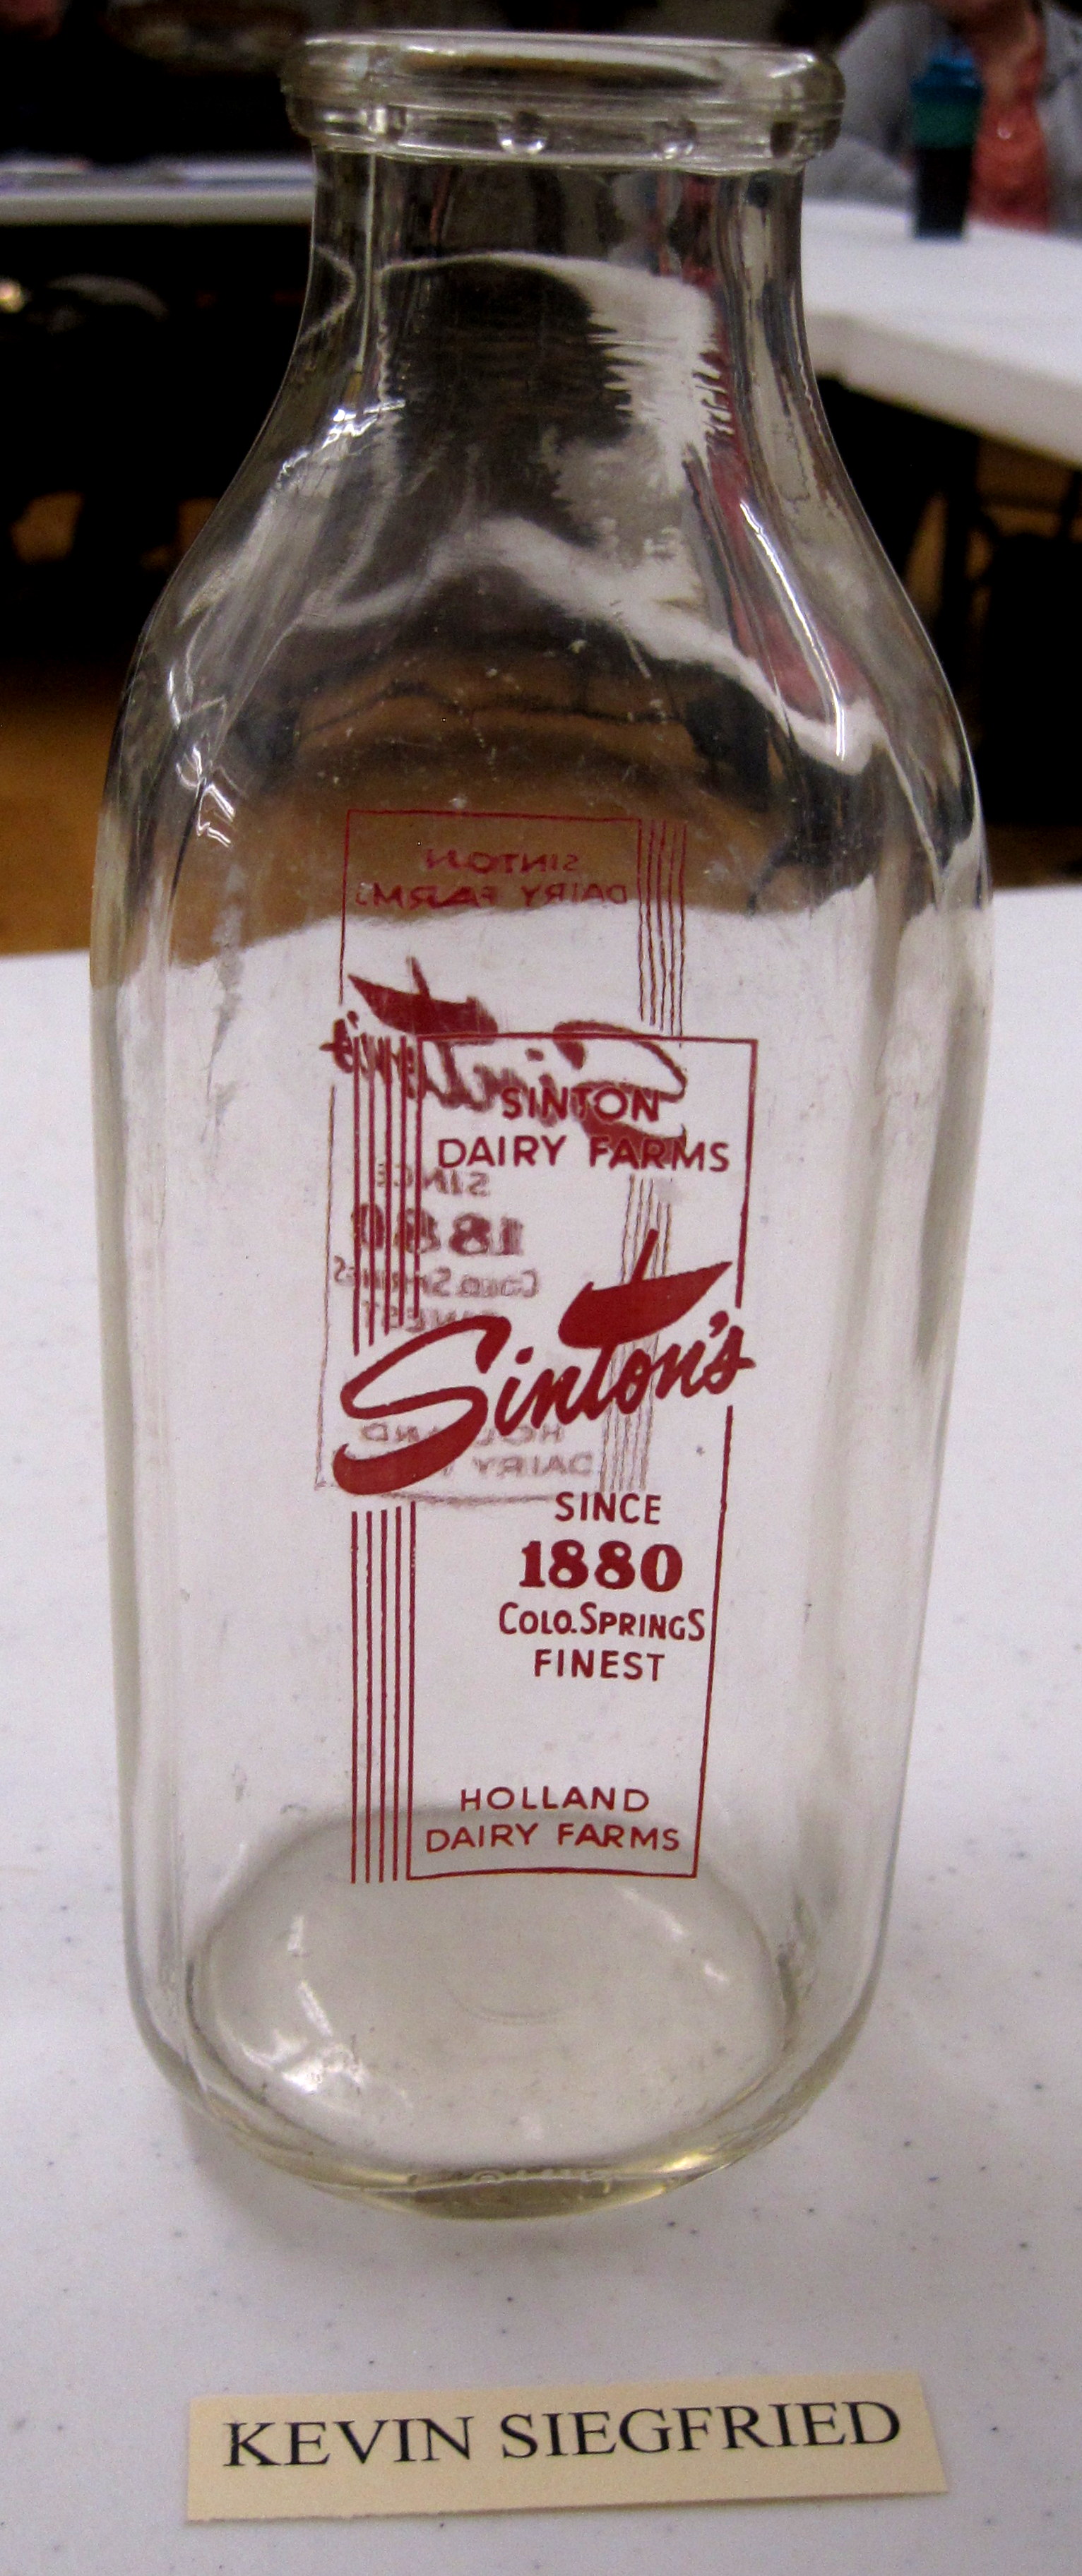 SINTON
DAIRY FARMS
Sinton's
SINCE
1880
COLO. SPRINGS
FINEST
HOLLAND
DAIRY FARMS
KEVIN SIEGFRIED